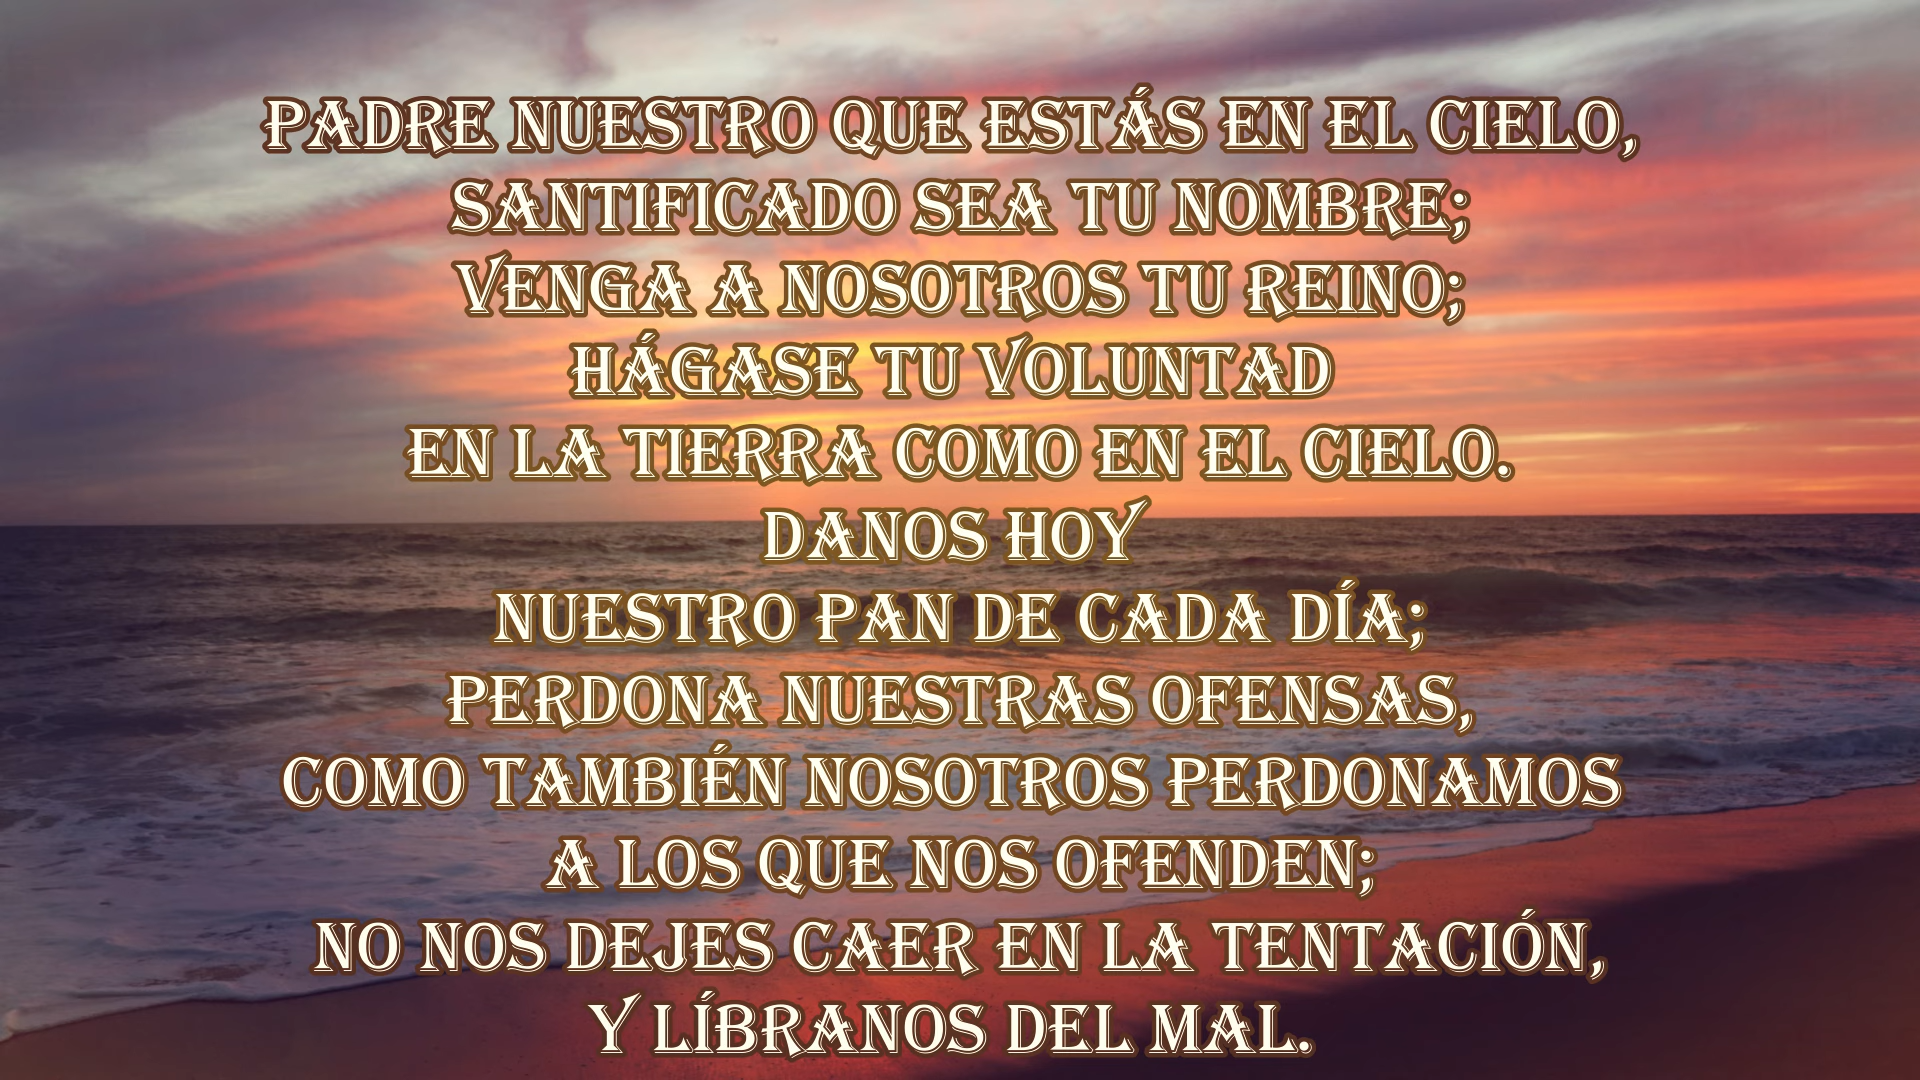 PADRE NUESTRO QUE ESTÁS EN EL CIELO,
SANTIFICADO SEA TU NOMBRE;
VENGA A NOSOTROS TU REINO;
HÁGASE TU VOLUNTAD
EN LA TIERRA COMO EN EL CIELO.
DANOS HOY
NUESTRO PAN DE CADA DÍA;
PERDONA NUESTRAS OFENSAS,
COMO TAMBIÉN NOSOTROS PERDONAMOS
A LOS QUE NOS OFENDEN;
NO NOS DEJES CAER EN LA TENTACIÓN,
Y LÍBRANOS DEL MAL.